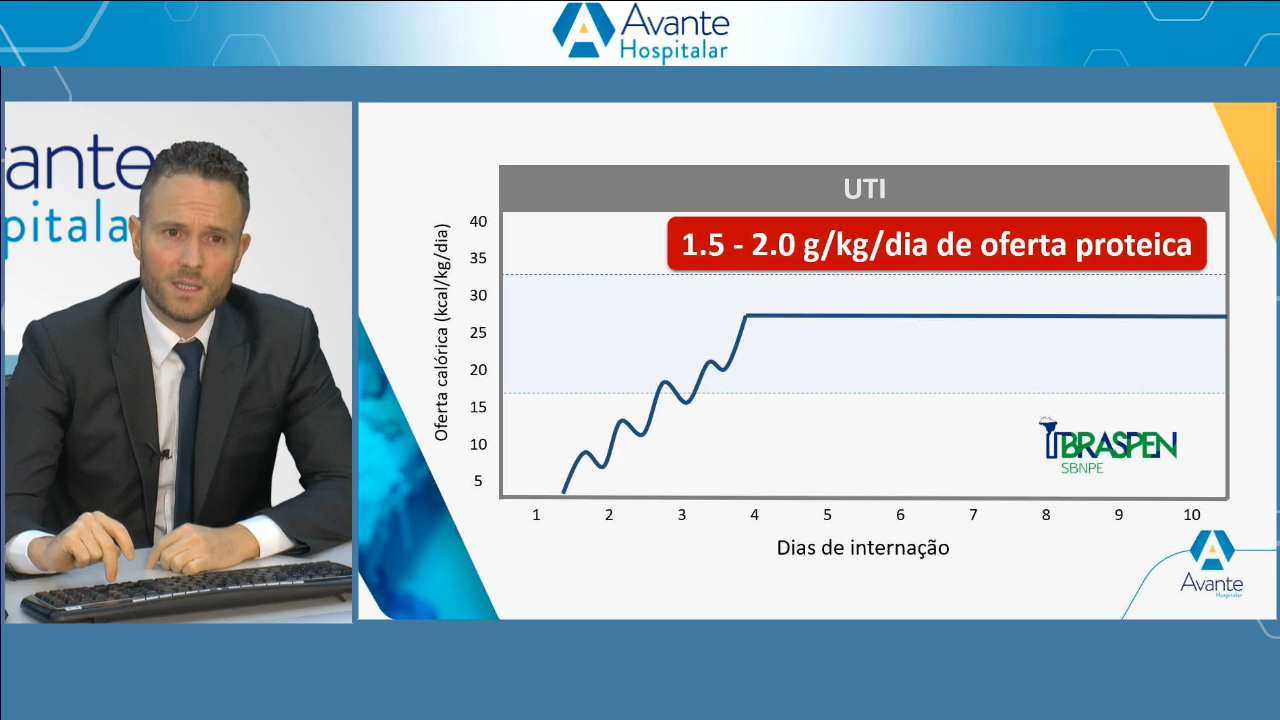 Avante
Hospitalar
vante
spitala
UTI
1.5 - 2.0 g/kg/dia de oferta proteica
Oferta calórica (kcal/kg/dia)
40
35
30
25
20
15
10
5
BRASPEN
SBNPE
1 2 3 4 5 6 7 8 9 10
Dias de internação
Avante
Hospitalar